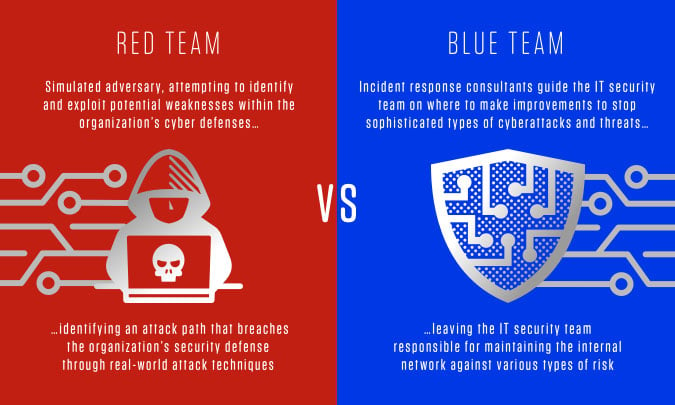 RED TEAM
Simulated adversary, attempting to identify
and exploit potential weaknesses within the
organization's cyber defenses…
…identifying an attack path that breaches
the organization's security defense
through real-world attack techniques
VS
BLUE TEAM
Incident response consultants guide the IT security
team on where to make improvements to stop
sophisticated types of cyberattacks and threats…
…leaving the IT security team
responsible for maintaining the internal
network against various types of risk